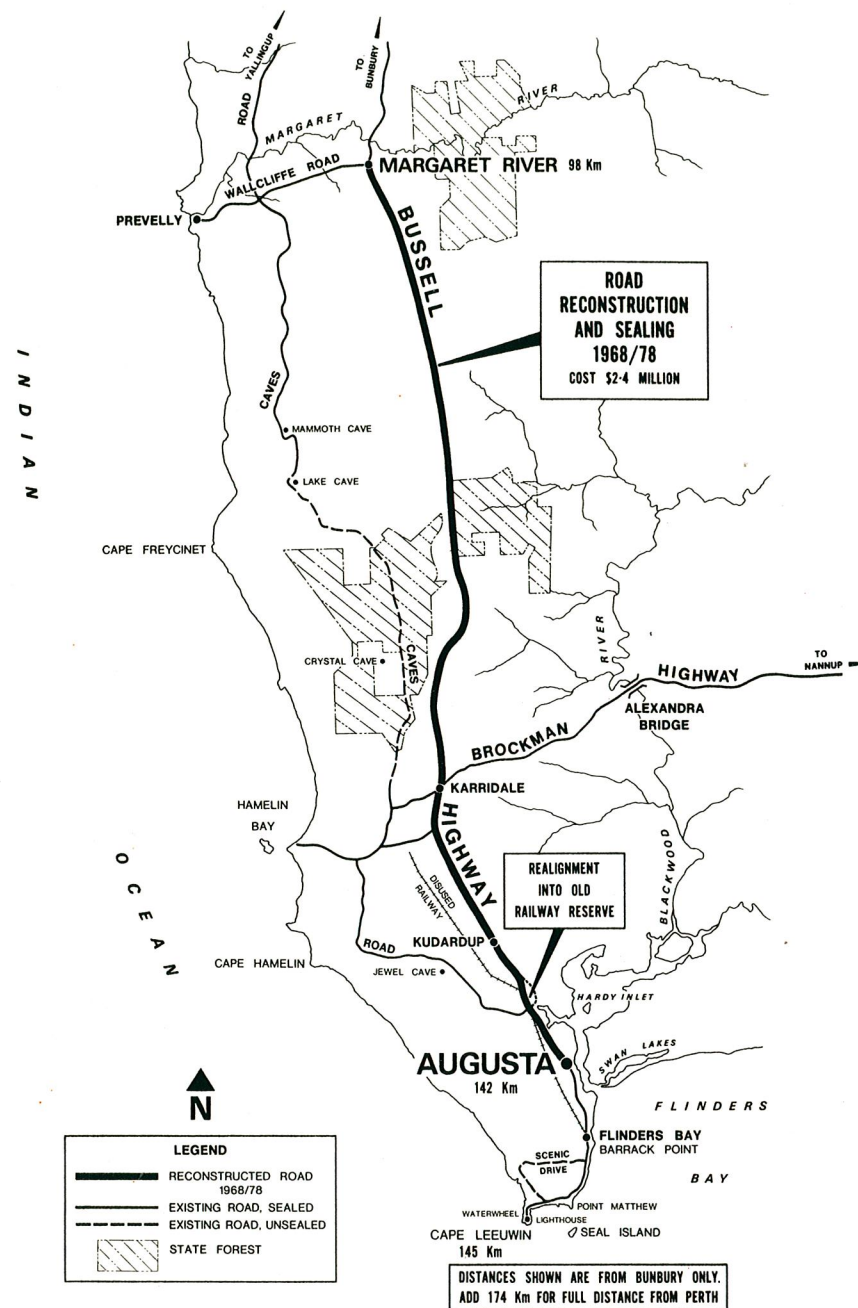 TO
YALLINGUP
TO
BUNBURY
ROAD
MARGARET
RIVER
WALLCLIFFE ROAD
MARGARET RIVER 98 Km
PREVELLY
BUSSELL
ROAD
RECONSTRUCTION
AND SEALING
1968/78
COST $2·4 MILLION
INDIAN
CAVES
MAMMOTH CAVE
LAKE CAVE
CAPE FREYCINET
CRYSTAL CAVE
CAVES
RIVER
HIGHWAY
TO
NANNUP
ALEXANDRA
BRIDGE
BROCKMAN
KARRIDALE
HAMELIN
BAY
HIGHWAY
OCEAN
DISUSED
RAILWAY
REALIGNMENT
INTO OLD
RAILWAY RESERVE
BLACKWOOD
KUDARDUP
ROAD
CAPE HAMELIN
JEWEL CAVE
HARDY INLET
AUGUSTA
142 Km
SWAN LAKES
N
FLINDERS
FLINDERS BAY
BARRACK POINT
BAY
SCENIC
DRIVE
LEGEND
RECONSTRUCTED ROAD
1968/78
EXISTING ROAD, SEALED
EXISTING ROAD, UNSEALED
STATE FOREST
WATERWHEEL
LIGHTHOUSE
POINT MATTHEW
SEAL ISLAND
CAPE LEEUWIN
145 Km
DISTANCES SHOWN ARE FROM BUNBURY ONLY.
ADD 174 Km FOR FULL DISTANCE FROM PERTH